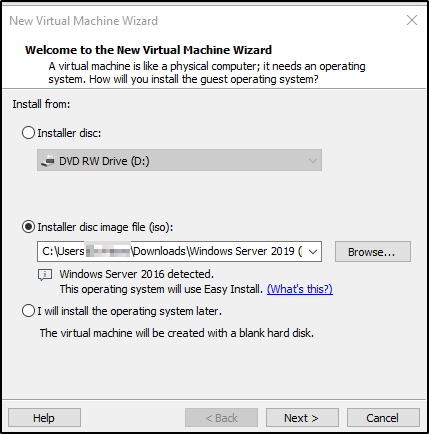 New Virtual Machine Wizard
Welcome to the New Virtual Machine Wizard
A virtual machine is like a physical computer; it needs an operating
system. How will you install the guest operating system?
Install from:
Installer disc:
DVD RW Drive (D:)
Installer disc image file (iso):
C:\Users\Downloads\Windows Server 2019 (
Browse...
Windows Server 2016 detected.
This operating system will use Easy Install. (What's this?)
I will install the operating system later.
The virtual machine will be created with a blank hard disk.
Help
< Back
Next >
Cancel